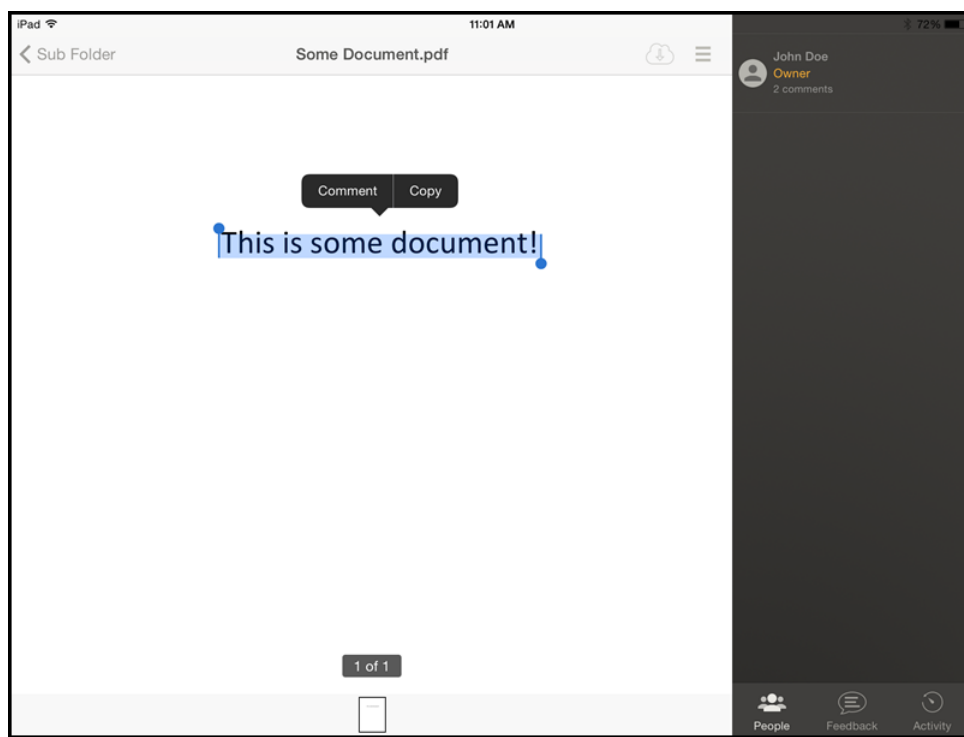 iPad 11:01 AM 72%
Sub Folder Some Document.pdf
John Doe
Owner
2 comments
Comment Copy
This is some document!
1 of 1
People Feedback Activity